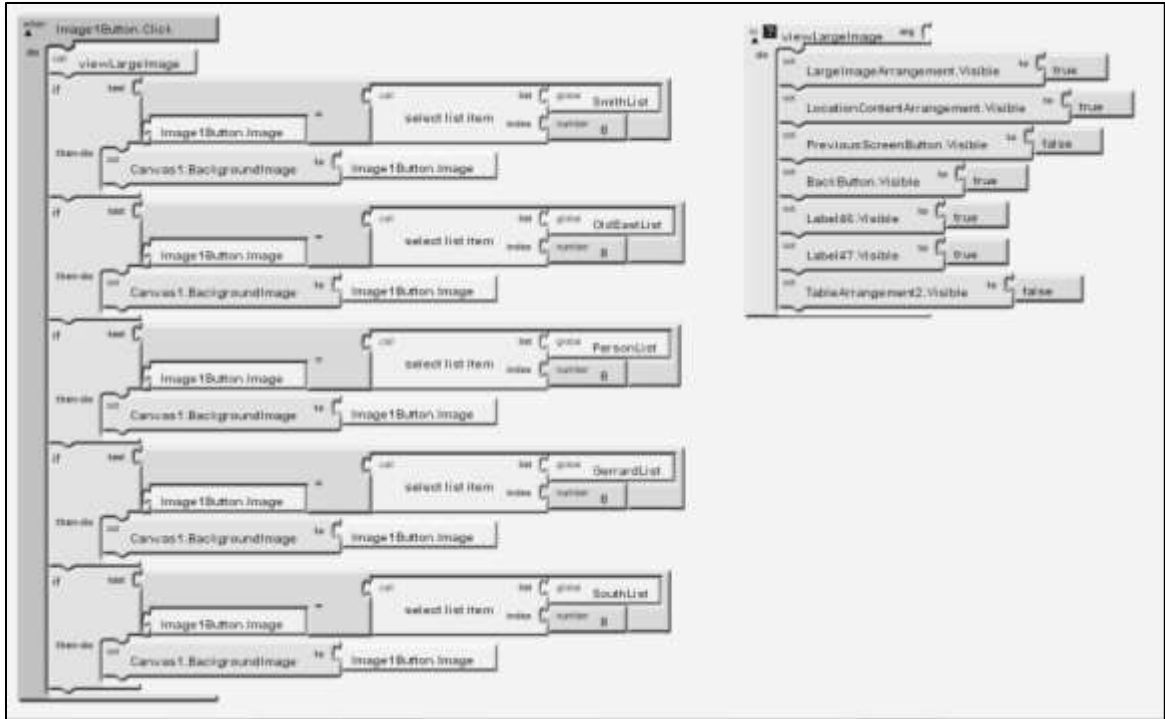 when Image1Button.Click
do call viewLargeImage
if test Image1Button.Image = call select list item list global SmithList
index number 8
then-do set Canvas1.BackgroundImage to Image1Button.Image
if test Image1Button.Image = call select list item list global OldEastList
index number 8
then-do set Canvas1.BackgroundImage to Image1Button.Image
if test Image1Button.Image = call select list item list global PersonList
index number 8
then-do set Canvas1.BackgroundImage to Image1Button.Image
if test Image1Button.Image = call select list item list global GerrardList
index number 8
then-do set Canvas1.BackgroundImage to Image1Button.Image
if test Image1Button.Image = call select list item list global SouthList
index number 8
then-do set Canvas1.BackgroundImage to Image1Button.Image
to ? viewLargeImage arg
do set LargeImageArrangement.Visible to true
set LocationContentArrangement.Visible to true
set PreviousScreenButton.Visible to false
set BackButton.Visible to true
set Label46.Visible to true
set Label47.Visible to true
set TableArrangement2.Visible to false